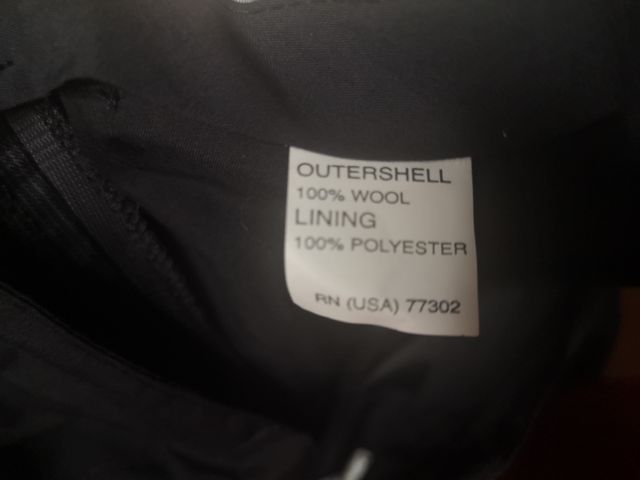 OUTERSHELL
100% WOOL
LINING
100% POLYESTER
RN (USA) 77302